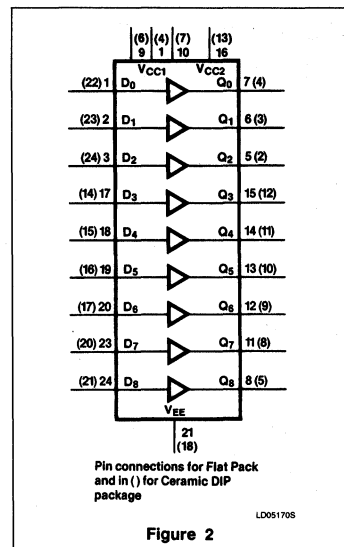 (6) (4) (7) (13)
9 1 10 16
VCC1 VCC2
(22) 1 D0 Q0 7 (4)
(23) 2 D1 Q1 6 (3)
(24) 3 D2 Q2 5 (2)
(14) 17 D3 Q3 15 (12)
(15) 18 D4 Q4 14 (11)
(16) 19 D5 Q5 13 (10)
(17) 20 D6 Q6 12 (9)
(20) 23 D7 Q7 11 (8)
(21) 24 D8 Q8 8 (5)
VEE
21
(18)
Pin connections for Flat Pack
and in ( ) for Ceramic DIP
package
LD05170S
Figure 2